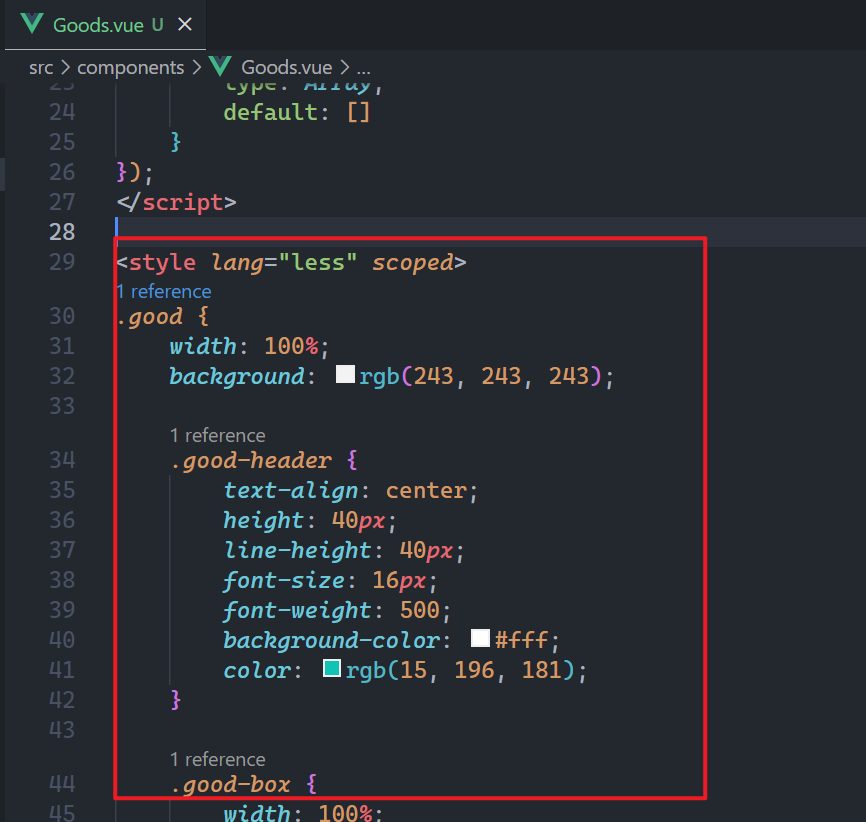 Goods.vue U ×
src > components > Goods.vue > ...
23 type: Array,
24 default: []
25 }
26 });
27 </script>
28
29 <style lang="less" scoped>
1 reference
30 .good {
31 width: 100%;
32 background: rgb(243, 243, 243);
33
1 reference
34 .good-header {
35 text-align: center;
36 height: 40px;
37 line-height: 40px;
38 font-size: 16px;
39 font-weight: 500;
40 background-color: #fff;
41 color: rgb(15, 196, 181);
42 }
43
1 reference
44 .good-box {
45 width: 100%;